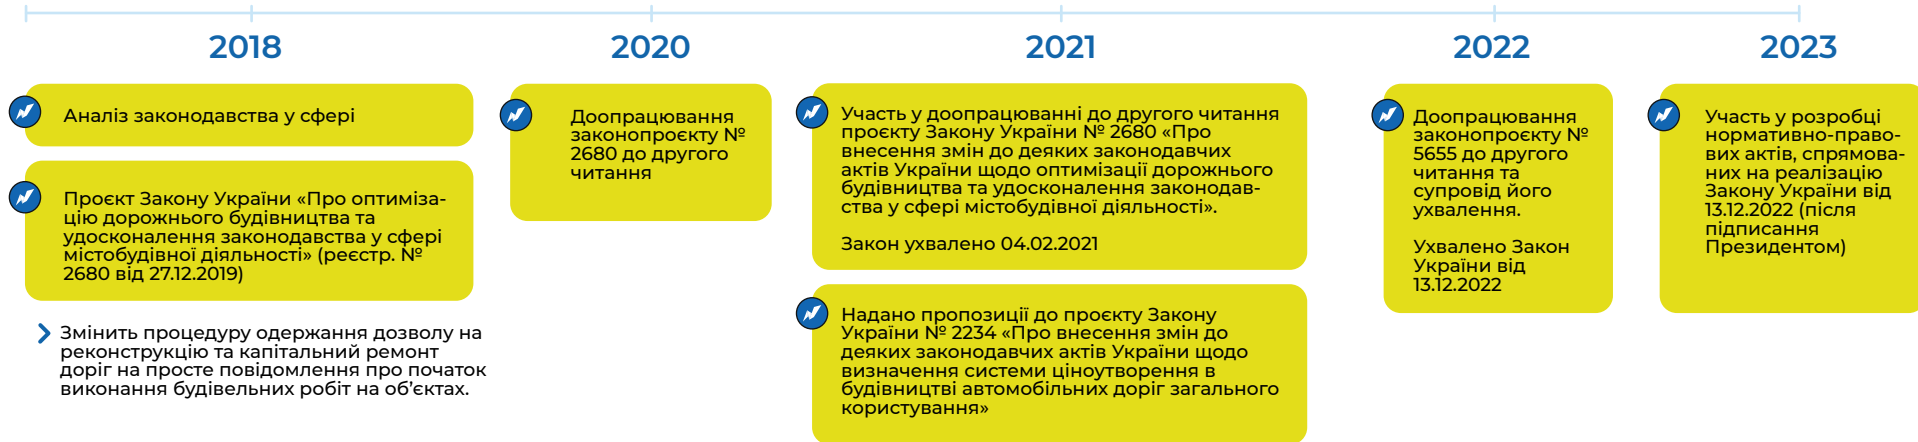 2018
2020
2021
2022
2023
Аналіз законодавства у сфері
Проєкт Закону України «Про оптиміза-
цію дорожнього будівництва та
удосконалення законодавства у сфері
містобудівної діяльності» (реєстр. №
2680 від 27.12.2019)
Змінить процедуру одержання дозволу на
реконструкцію та капітальний ремонт
доріг на просте повідомлення про початок
виконання будівельних робіт на об’єктах.
Доопрацювання
законопроєкту №
2680 до другого
читання
Участь у доопрацюванні до другого читання
проєкту Закону України № 2680 «Про
внесення змін до деяких законодавчих
актів України щодо оптимізації дорожнього
будівництва та удосконалення законодав-
ства у сфері містобудівної діяльності».
Закон ухвалено 04.02.2021
Надано пропозиції до проєкту Закону
України № 2234 «Про внесення змін до
деяких законодавчих актів України щодо
визначення системи ціноутворення в
будівництві автомобільних доріг загального
користування»
Доопрацювання
законопроєкту №
5655 до другого
читання та
супровід його
ухвалення.
Ухвалено Закон
України від
13.12.2022
Участь у розробці
нормативно-право-
вих актів, спрямова-
них на реалізацію
Закону України від
13.12.2022 (після
підписання
Президентом)